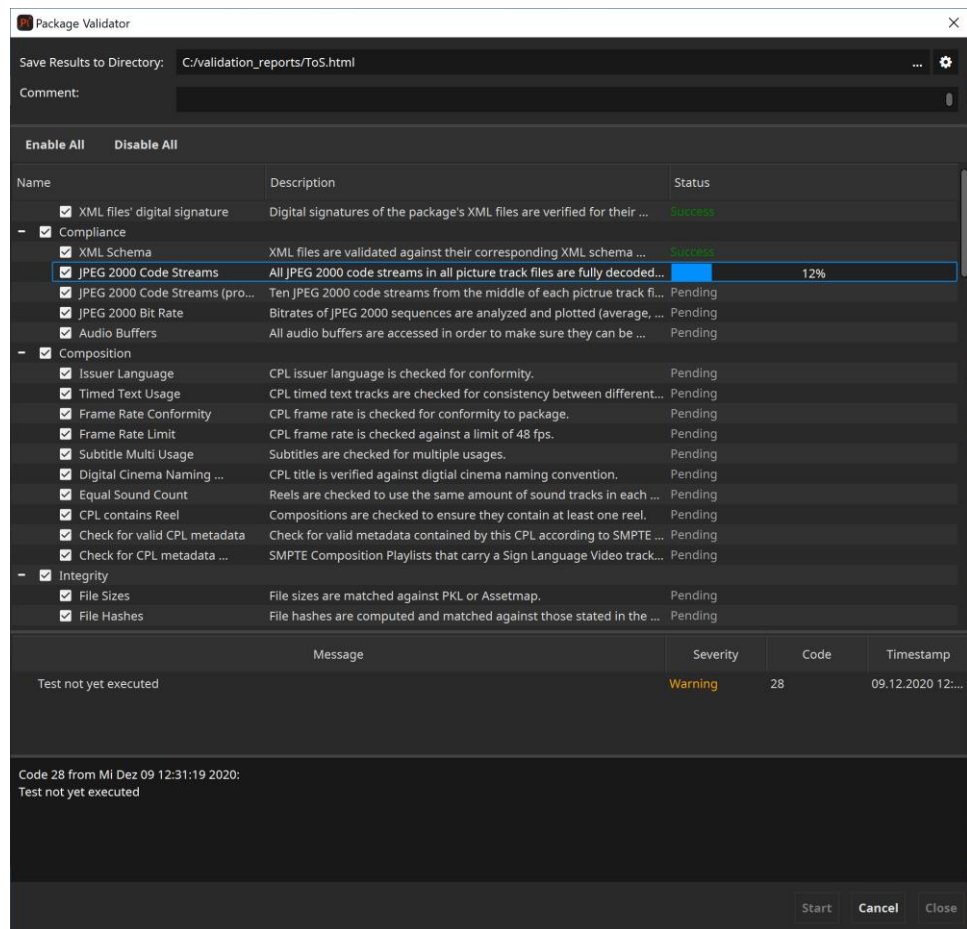 Package Validator
Save Results to Directory: C:/validation_reports/ToS.html ...
Comment:
Enable All Disable All
Name Description Status
XML files' digital signature Digital signatures of the package's XML files are verified for their ... Success
Compliance
XML Schema XML files are validated against their corresponding XML schema ... Success
JPEG 2000 Code Streams All JPEG 2000 code streams in all picture track files are fully decoded... 12%
JPEG 2000 Code Streams (pro... Ten JPEG 2000 code streams from the middle of each pictrue track fi... Pending
JPEG 2000 Bit Rate Bitrates of JPEG 2000 sequences are analyzed and plotted (average, ... Pending
Audio Buffers All audio buffers are accessed in order to make sure they can be ... Pending
Composition
Issuer Language CPL issuer language is checked for conformity. Pending
Timed Text Usage CPL timed text tracks are checked for consistency between different... Pending
Frame Rate Conformity CPL frame rate is checked for conformity to package. Pending
Frame Rate Limit CPL frame rate is checked against a limit of 48 fps. Pending
Subtitle Multi Usage Subtitles are checked for multiple usages. Pending
Digital Cinema Naming ... CPL title is verified against digtial cinema naming convention. Pending
Equal Sound Count Reels are checked to use the same amount of sound tracks in each ... Pending
CPL contains Reel Compositions are checked to ensure they contain at least one reel. Pending
Check for valid CPL metadata Check for valid metadata contained by this CPL according to SMPTE ... Pending
Check for CPL metadata ... SMPTE Composition Playlists that carry a Sign Language Video track... Pending
Integrity
File Sizes File sizes are matched against PKL or Assetmap. Pending
File Hashes File hashes are computed and matched against those stated in the ... Pending
Message Severity Code Timestamp
Test not yet executed Warning 28 09.12.2020 12:...
Code 28 from Mi Dez 09 12:31:19 2020:
Test not yet executed
Start Cancel Close